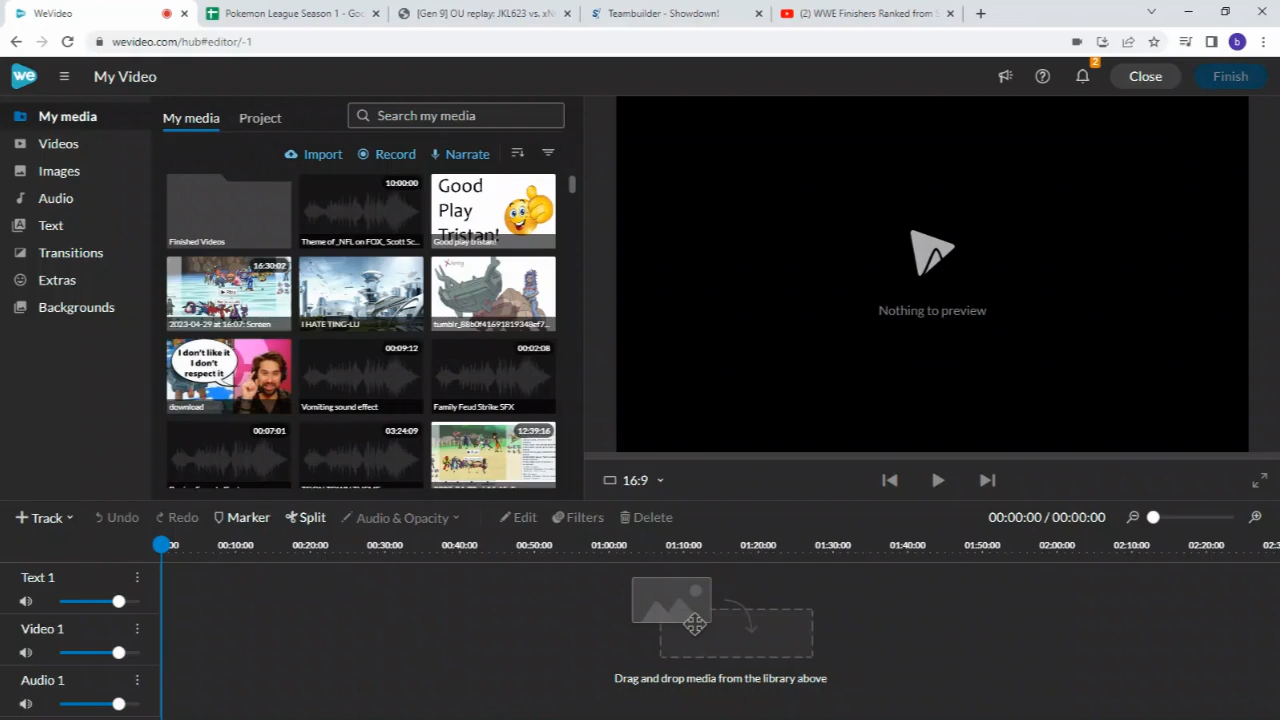 WeVideo
Pokemon League Season 1 - Goo
[Gen 9] OU replay: JKL623 vs. xN
Teambuilder - Showdown!
(2) WWE Finishers Ranked from S
wevideo.com/hub#editor/-1
b
we
My Video
2
Close
Finish
My media
Videos
Images
Audio
Text
Transitions
Extras
Backgrounds
My media
Project
Search my media
Import
Record
Narrate
Finished Videos
10:00:00
Theme of_NFL on FOX_ Scott Sc...
Good
Play
Tristan!
Good play tristan!
16:30:02
2023-04-29 at 16:07: Screen
I HATE TING-LU
tumblr_88b0f41691819348ef7...
I don't like it
I don't
respect it
download
00:09:12
Vomiting sound effect
00:02:08
Family Feud Strike SFX
00:07:01
03:24:09
12:39:16
Nothing to preview
16:9
Track
Undo
Redo
Marker
Split
Audio & Opacity
Edit
Filters
Delete
00:00:00 / 00:00:00
00:10:00
00:20:00
00:30:00
00:40:00
00:50:00
01:00:00
01:10:00
01:20:00
01:30:00
01:40:00
01:50:00
02:00:00
02:10:00
02:20:00
Text 1
Video 1
Audio 1
Drag and drop media from the library above